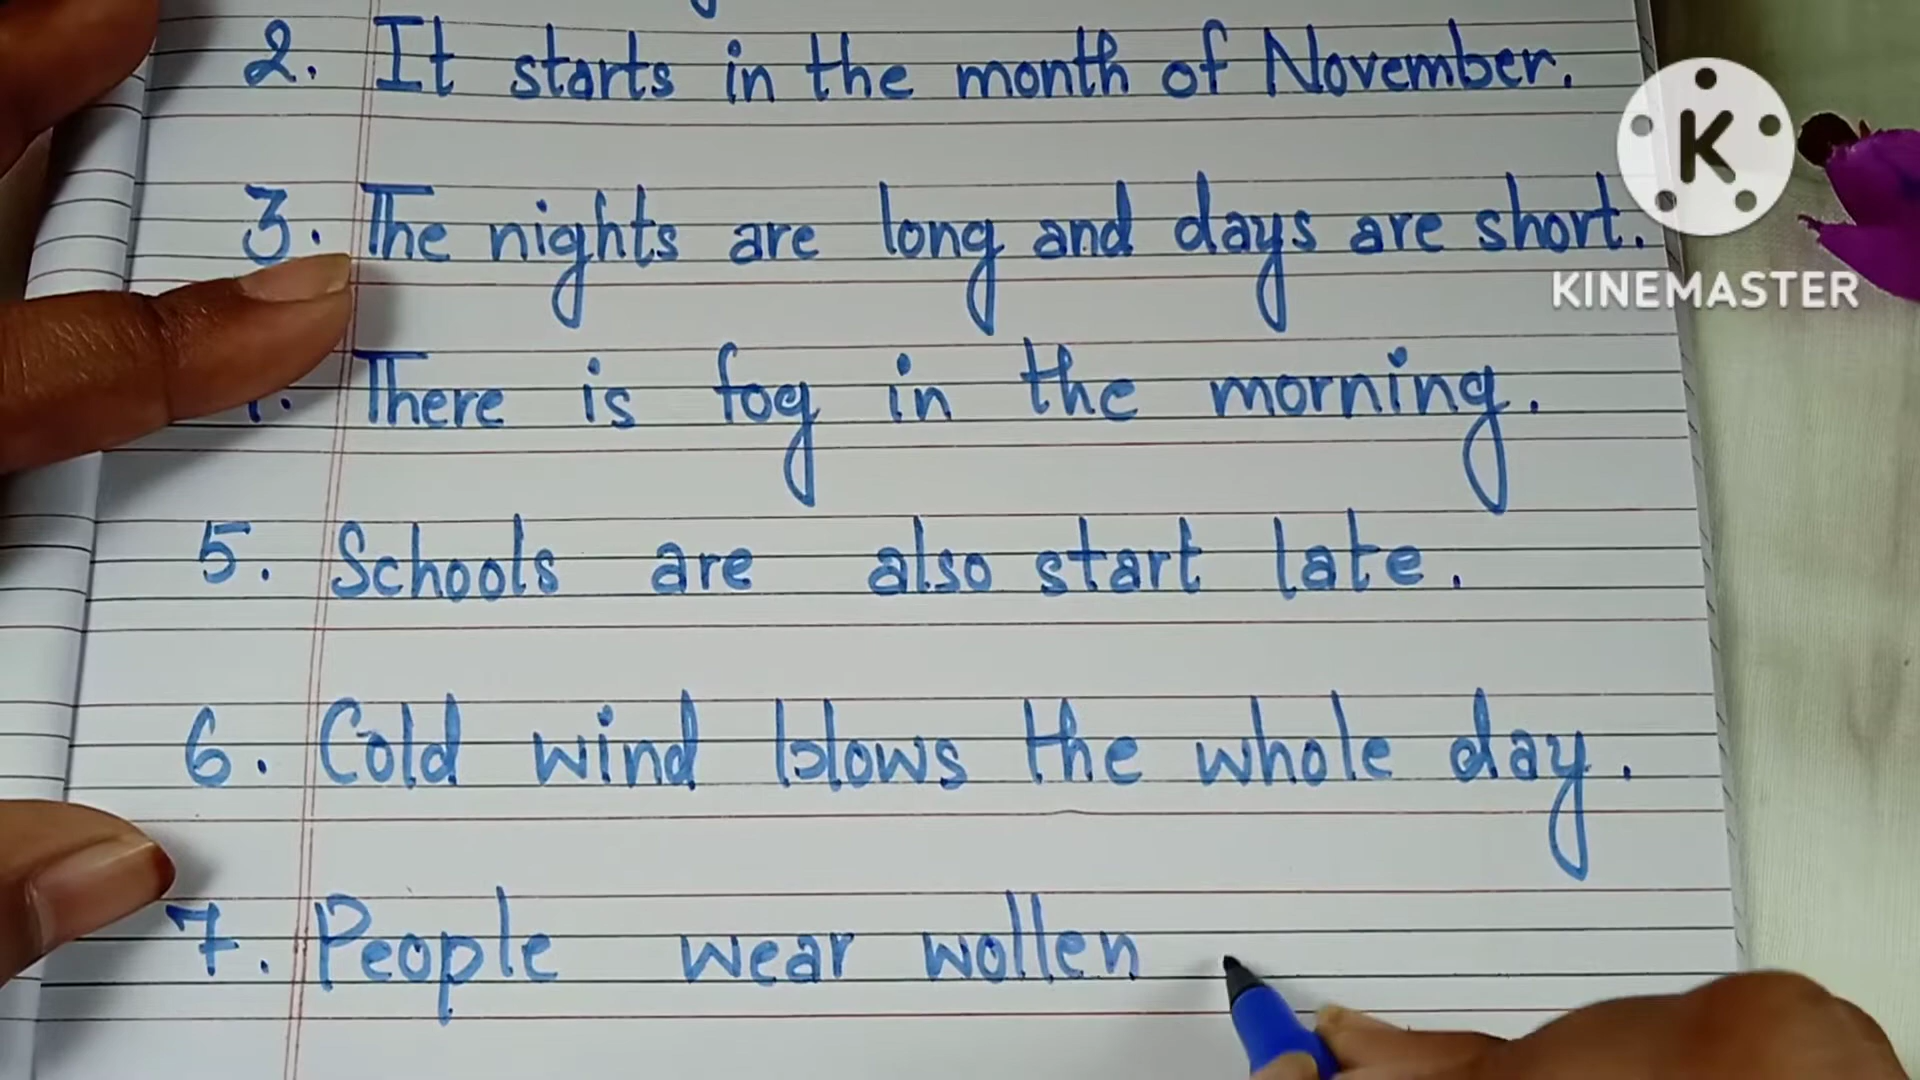 2. It starts in the month of November.
3. The nights are long and days are short.
There is fog in the morning.
5. Schools are also start late.
6. Cold wind blows the whole day.
7. People wear wollen
K
KINEMASTER